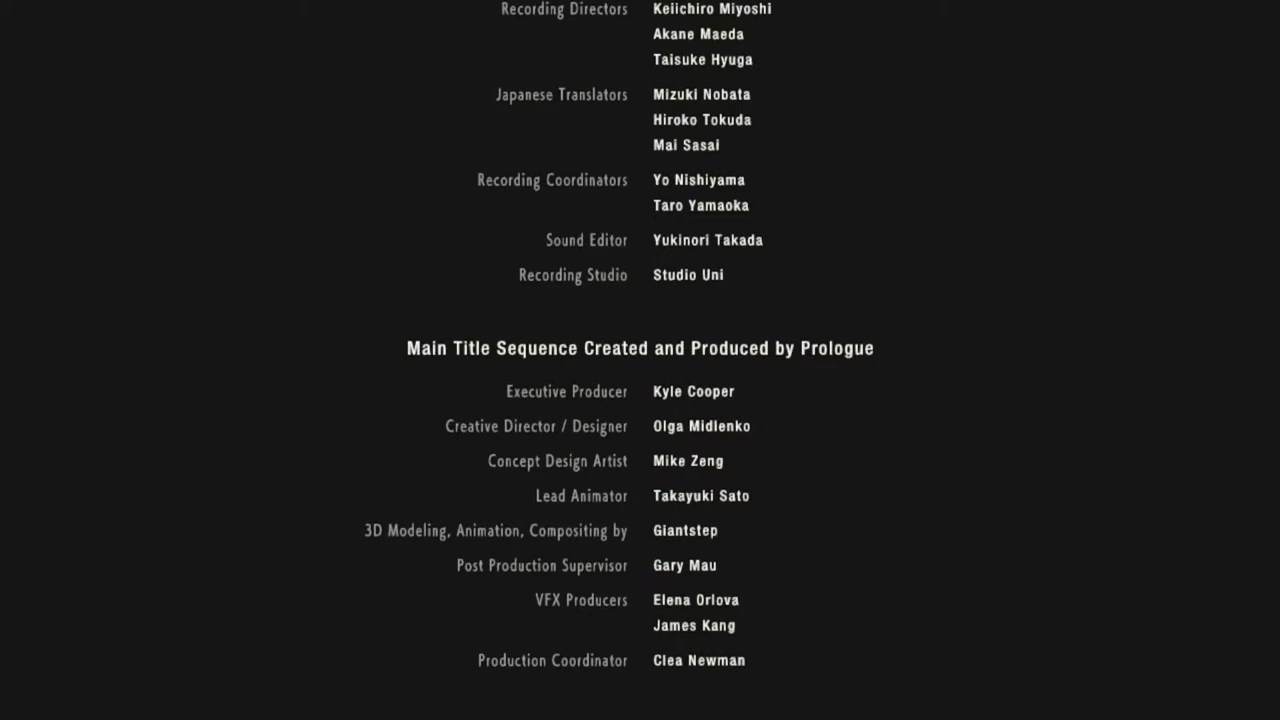 Recording Directors Keiichiro Miyoshi
Akane Maeda
Taisuke Hyuga
Japanese Translators Mizuki Nobata
Hiroko Tokuda
Mai Sasai
Recording Coordinators Yo Nishiyama
Taro Yamaoka
Sound Editor Yukinori Takada
Recording Studio Studio Uni
Main Title Sequence Created and Produced by Prologue
Executive Producer Kyle Cooper
Creative Director / Designer Olga Midlenko
Concept Design Artist Mike Zeng
Lead Animator Takayuki Sato
3D Modeling, Animation, Compositing by Giantstep
Post Production Supervisor Gary Mau
VFX Producers Elena Orlova
James Kang
Production Coordinator Clea Newman